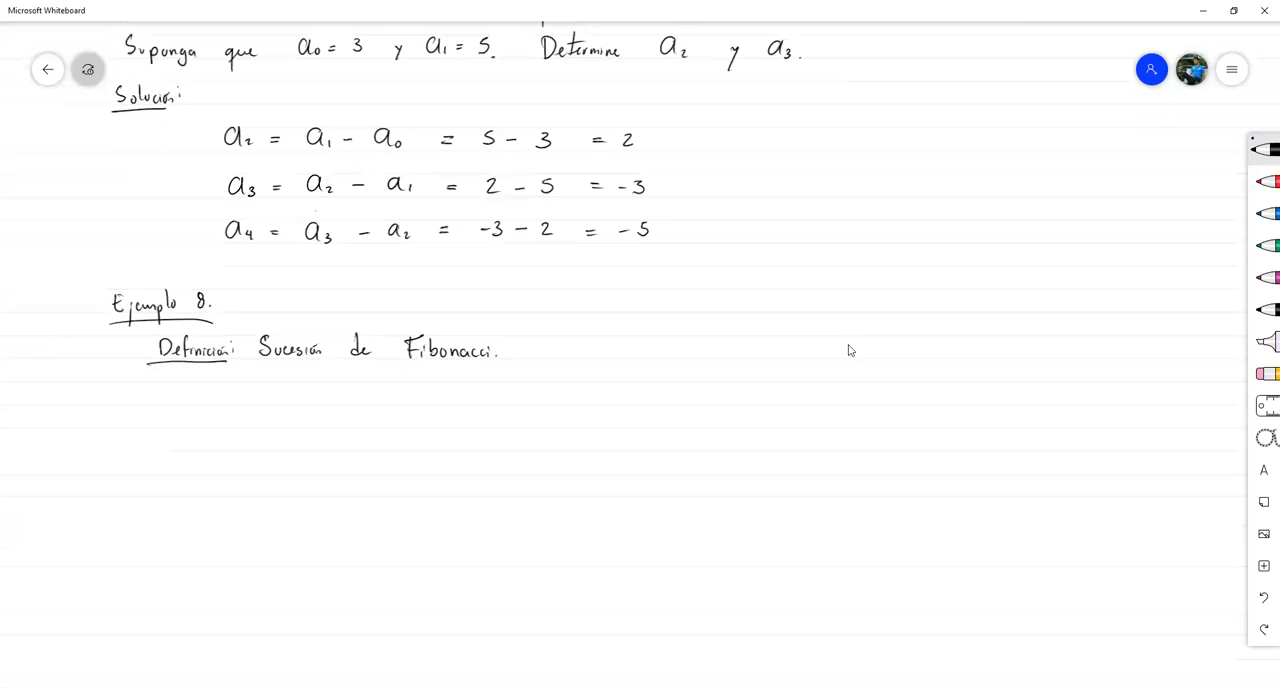 Microsoft Whiteboard
Suponga que a₀ = 3 y a₁ = 5. Determine a₂ y a₃.
Solución:
a₂ = a₁ - a₀ = 5 - 3 = 2
a₃ = a₂ - a₁ = 2 - 5 = -3
a₄ = a₃ - a₂ = -3 - 2 = -5
Ejemplo 8.
Definición: Sucesión de Fibonacci.
A